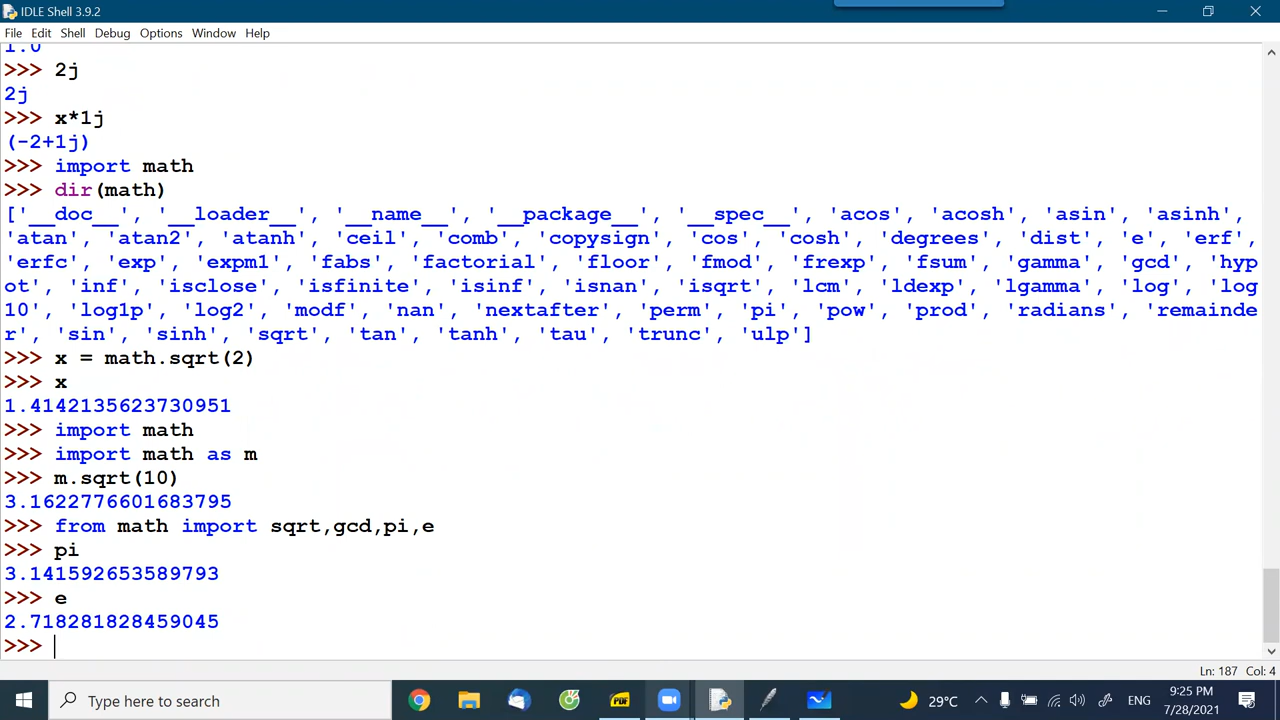 IDLE Shell 3.9.2
File Edit Shell Debug Options Window Help
1.0
>>> 2j
2j
>>> x*1j
(-2+1j)
>>> import math
>>> dir(math)
['__doc__', '__loader__', '__name__', '__package__', '__spec__', 'acos', 'acosh', 'asin', 'asinh',
'atan', 'atan2', 'atanh', 'ceil', 'comb', 'copysign', 'cos', 'cosh', 'degrees', 'dist', 'e', 'erf',
'erfc', 'exp', 'expm1', 'fabs', 'factorial', 'floor', 'fmod', 'frexp', 'fsum', 'gamma', 'gcd', 'hyp
ot', 'inf', 'isclose', 'isfinite', 'isinf', 'isnan', 'isqrt', 'lcm', 'ldexp', 'lgamma', 'log', 'log
10', 'log1p', 'log2', 'modf', 'nan', 'nextafter', 'perm', 'pi', 'pow', 'prod', 'radians', 'remainde
r', 'sin', 'sinh', 'sqrt', 'tan', 'tanh', 'tau', 'trunc', 'ulp']
>>> x = math.sqrt(2)
>>> x
1.4142135623730951
>>> import math
>>> import math as m
>>> m.sqrt(10)
3.1622776601683795
>>> from math import sqrt,gcd,pi,e
>>> pi
3.141592653589793
>>> e
2.718281828459045
>>>
Ln: 187 Col: 4
Type here to search
PDF
29°C
ENG
9:25 PM
7/28/2021